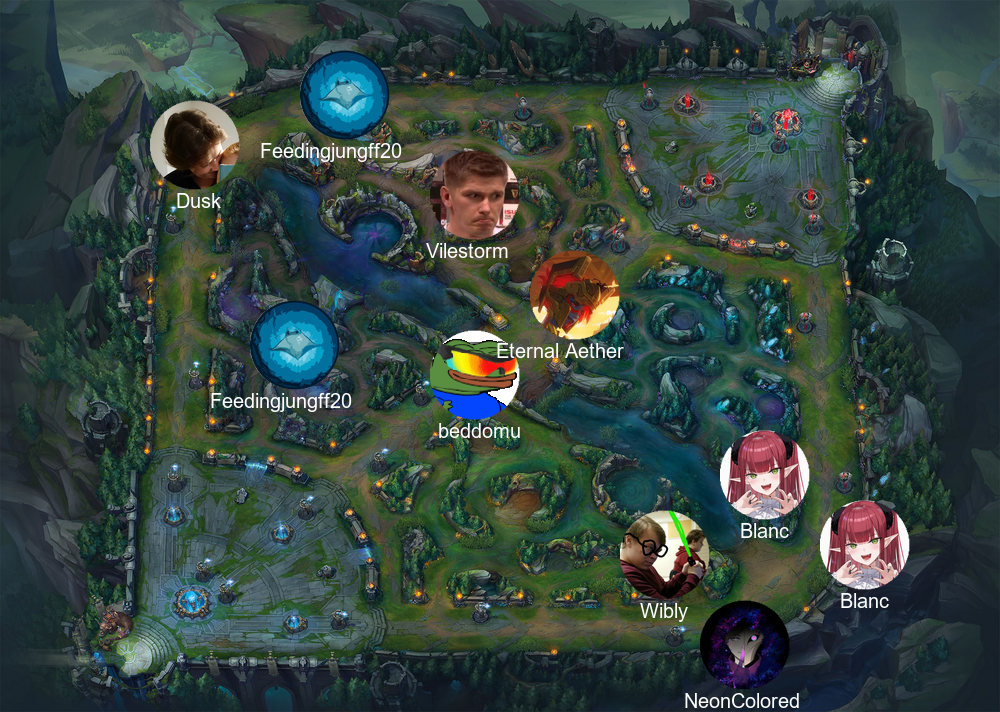 Feedingjungff20
Dusk
Vilestorm
Eternal Aether
Feedingjungff20
beddomu
Blanc
Blanc
Wibly
NeonColored